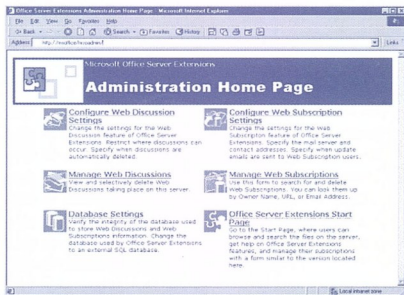 Office Server Extensions Administration Home Page - Microsoft Internet Explorer
File Edit View Go Favorites Help
Back Search Favorites History
Address Links
Microsoft Office Server Extensions
Administration Home Page
Configure Web Discussion
Settings
Change the settings for the Web
Discussion feature of Office Server
Extensions. Restrict where discussions can
occur. Specify when discussions are
automatically deleted.
Configure Web Subscription
Settings
Change the settings for the Web
Subscription feature of Office Server
Extensions. Specify the mail server and
contact addresses. Specify when update
emails are sent to Web Subscription users.
Manage Web Discussions
View and selectively delete Web
Discussions taking place on this server.
Manage Web Subscriptions
Use this form to search for and delete
Web Subscriptions. You can look them up
by Owner Name, URL, or Email Address.
Database Settings
Verify the integrity of the database used
to store Web Discussions and Web
Subscriptions information. Change the
database used by Office Server Extensions
to an external SQL database.
Office Server Extensions Start
Page
Go to the Start Page, where users can
browse and search the files on the server,
get help on Office Server Extensions
features, and manage their subscriptions
with a form similar to the version located
here.
Local intranet zone